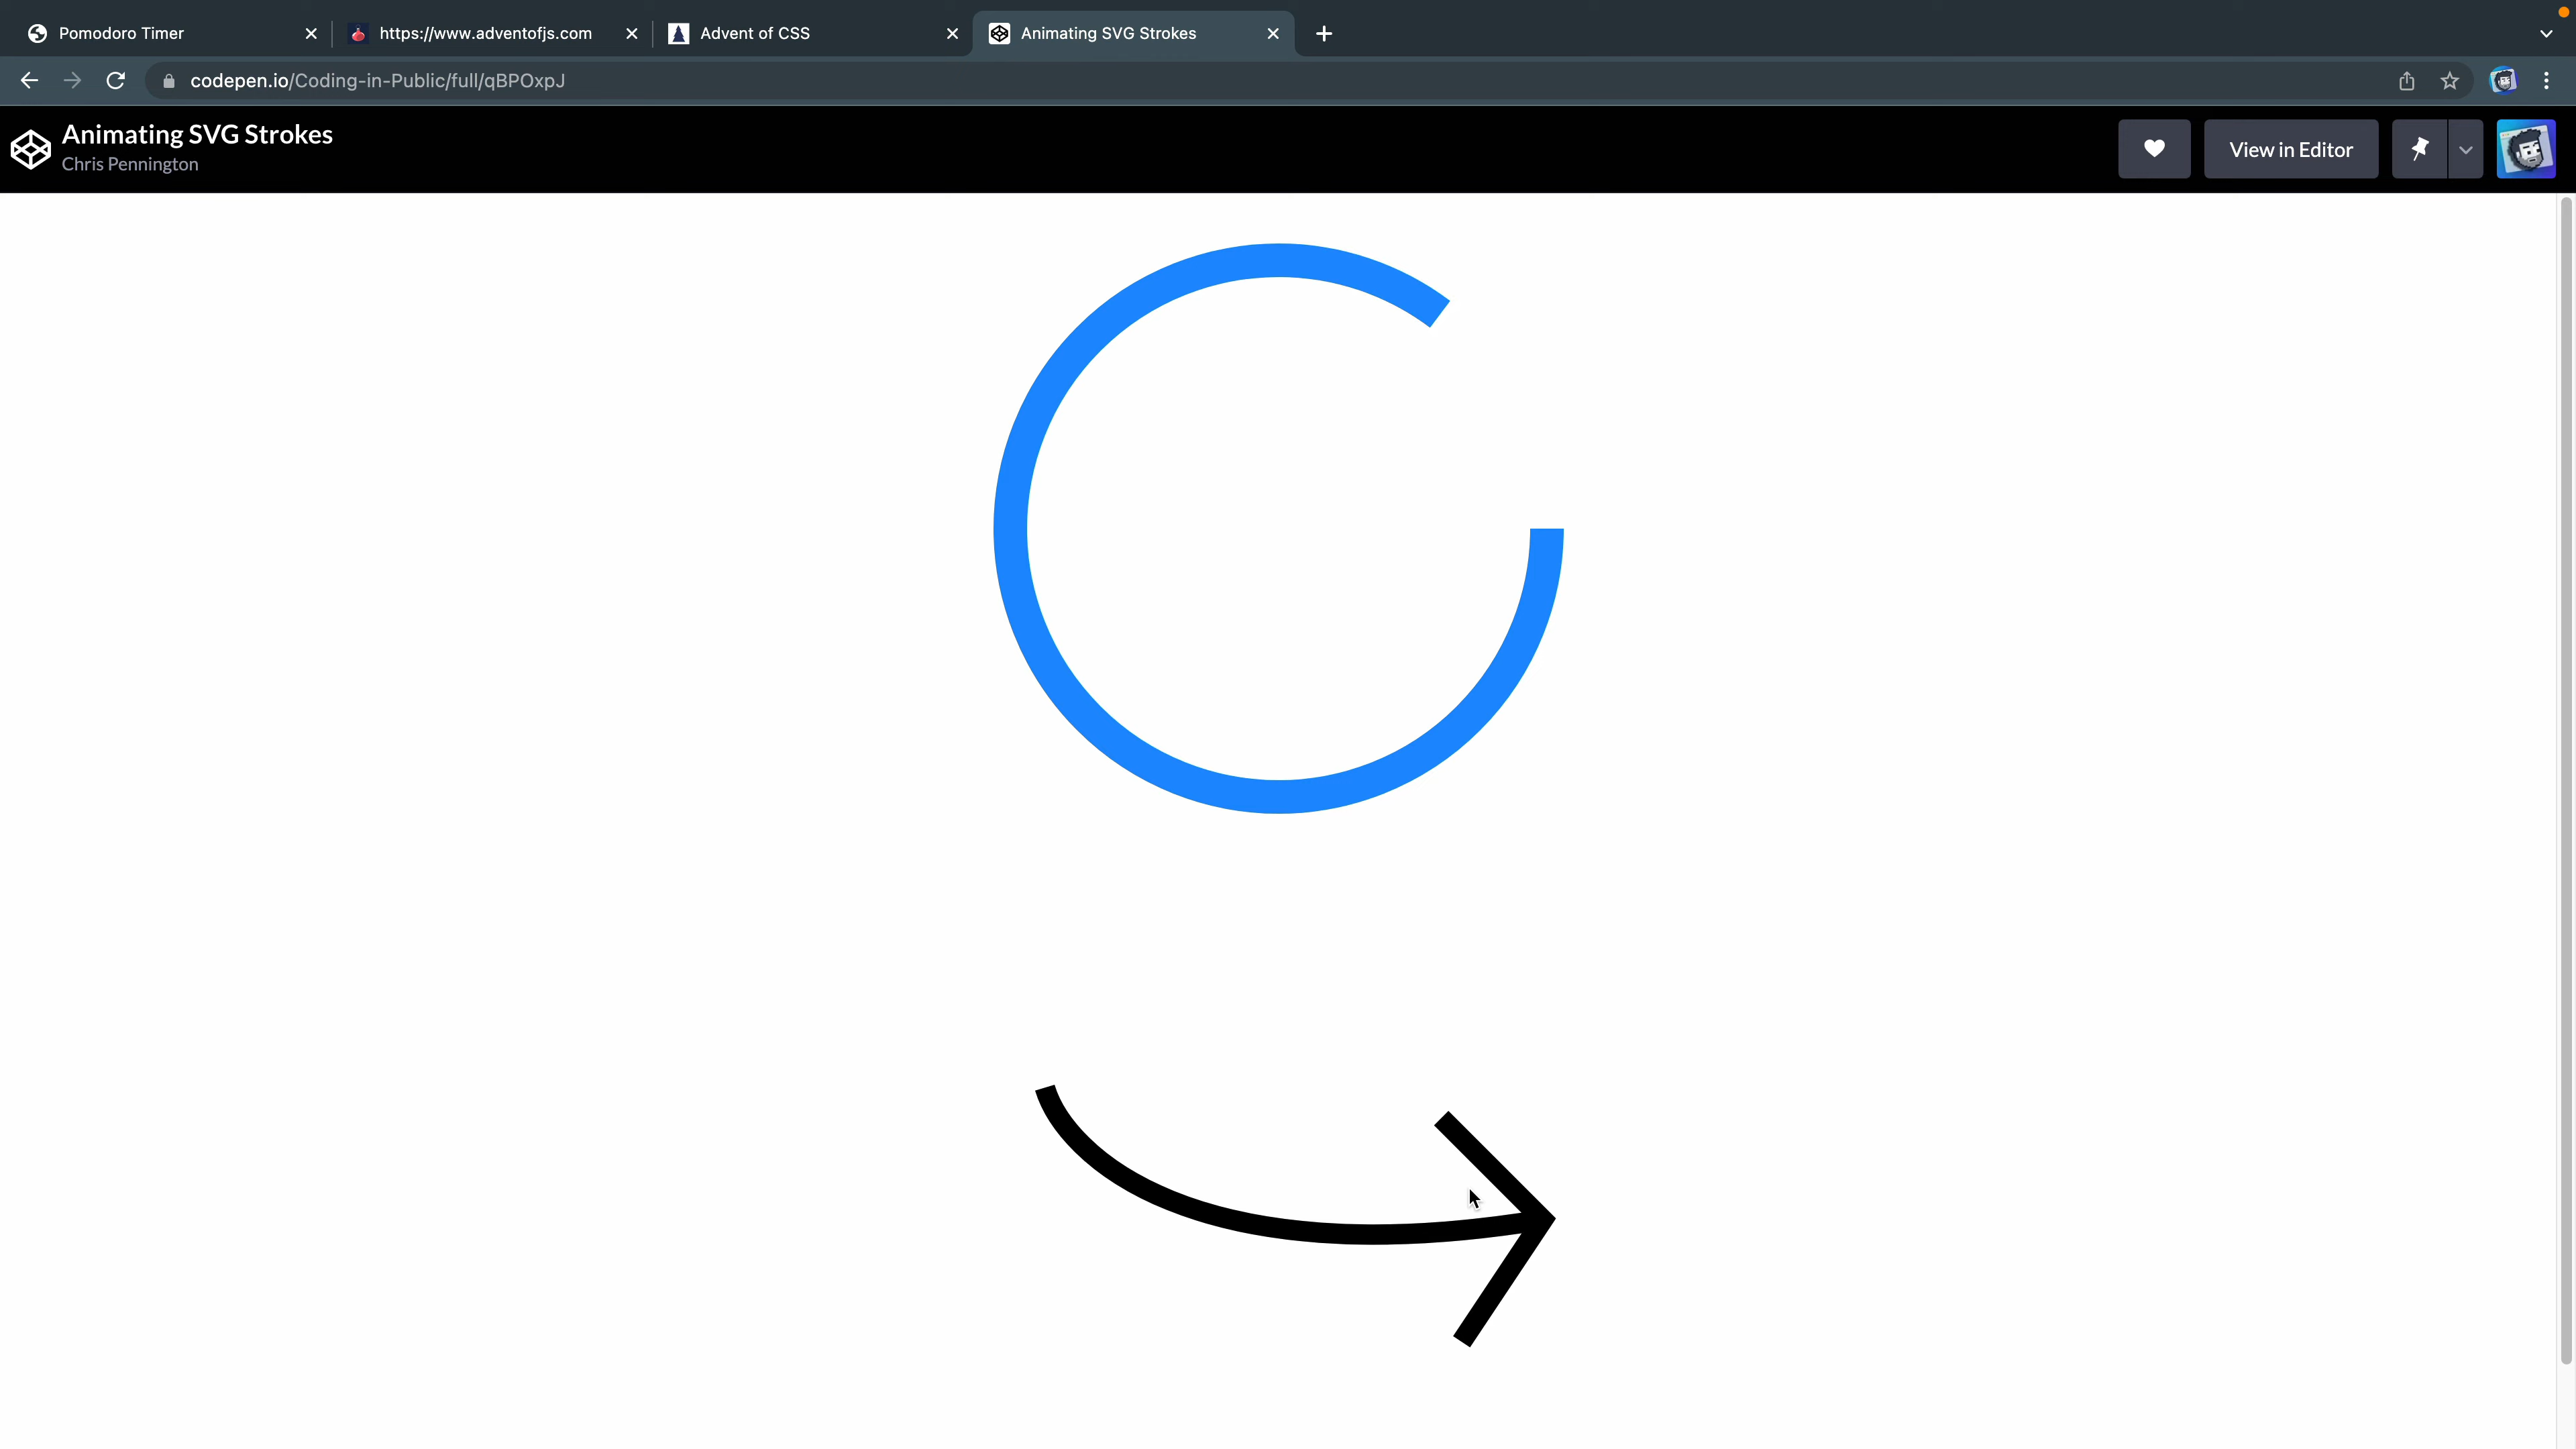 Pomodoro Timer
https://www.adventofjs.com
Advent of CSS
Animating SVG Strokes
codepen.io/Coding-in-Public/full/qBPOxpJ
Animating SVG Strokes
Chris Pennington
View in Editor